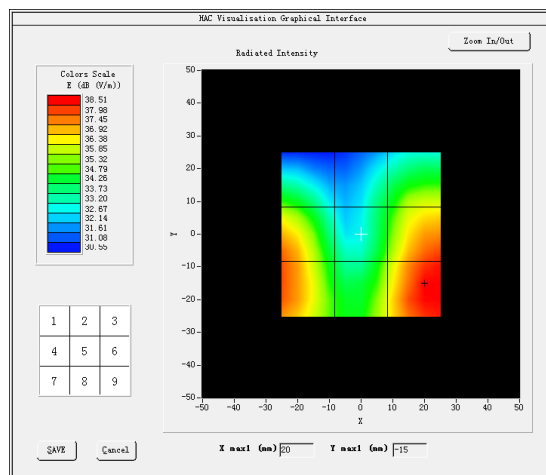 HAC Visualisation Graphical Interface
Zoom In/Out
Radiated Intensity
Colors Scale
E (dB (V/m))
38.51
37.98
37.45
36.92
36.38
35.85
35.32
34.79
34.26
33.73
33.20
32.67
32.14
31.61
31.08
30.55
50
40
30
20
10
0
-10
-20
-30
-40
-50
Y
-50 -40 -30 -20 -10 0 10 20 30 40 50
X
1 2 3
4 5 6
7 8 9
SAVE Cancel
X max1 (mm) 20 Y max1 (mm) -15